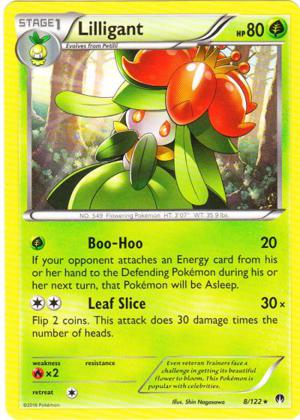 STAGE1
Lilligant
HP80
Evolves from Petilil
NO. 549 Flowering Pokémon HT: 3'07" WT: 35.9 lbs.
Boo-Hoo 20
If your opponent attaches an Energy card from his
or her hand to the Defending Pokémon during his or
her next turn, that Pokémon will be Asleep.
Leaf Slice 30×
Flip 2 coins. This attack does 30 damage times the
number of heads.
weakness resistance
×2
retreat
Even veteran Trainers face a
challenge in getting its beautiful
flower to bloom. This Pokémon is
popular with celebrities.
©2016 Pokémon Illus. Shin Nagasawa 8/122 ★